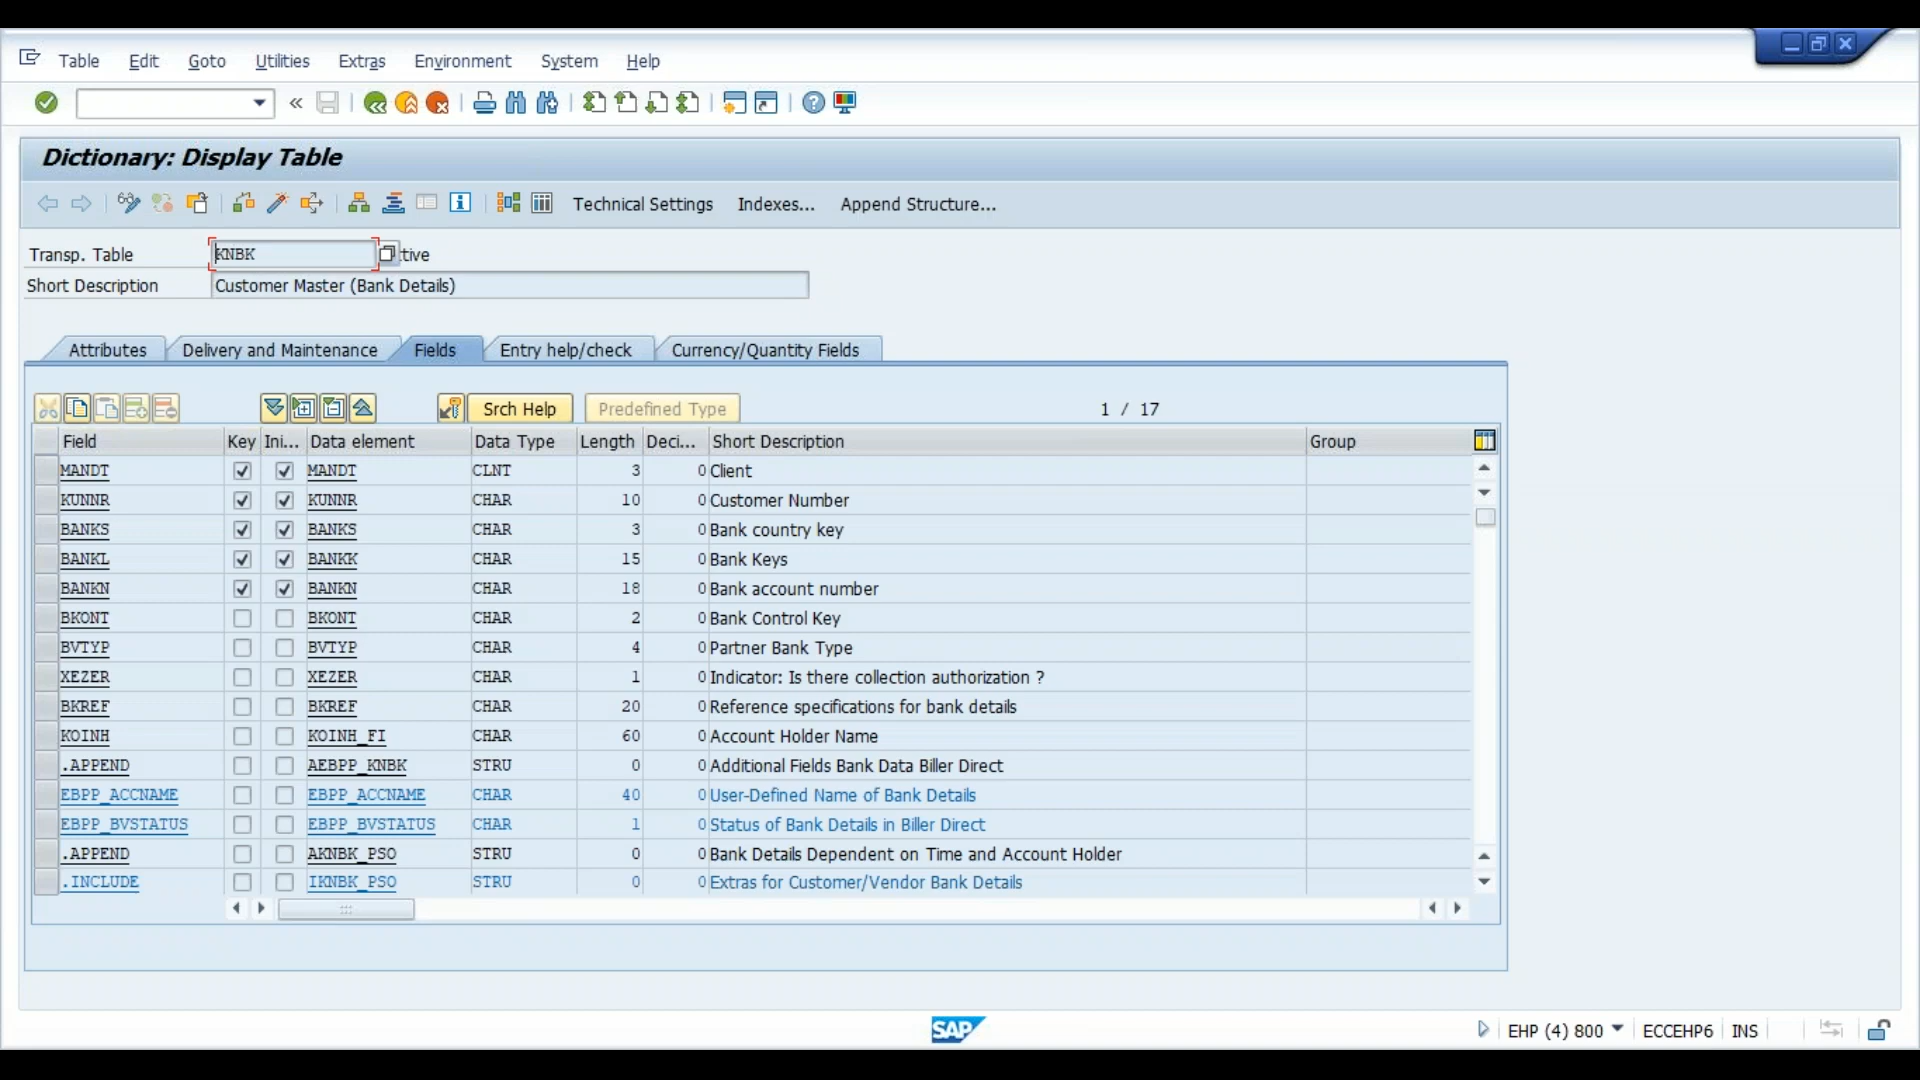 Table Edit Goto Utilities Extras Environment System Help
Dictionary: Display Table
Technical Settings Indexes... Append Structure...
Transp. Table KNBK tive
Short Description Customer Master (Bank Details)
Attributes Delivery and Maintenance Fields Entry help/check Currency/Quantity Fields
Srch Help Predefined Type 1 / 17
Field Key Ini... Data element Data Type Length Deci... Short Description Group
MANDT MANDT CLNT 3 0 Client
KUNNR KUNNR CHAR 10 0 Customer Number
BANKS BANKS CHAR 3 0 Bank country key
BANKL BANKK CHAR 15 0 Bank Keys
BANKN BANKN CHAR 18 0 Bank account number
BKONT BKONT CHAR 2 0 Bank Control Key
BVTYP BVTYP CHAR 4 0 Partner Bank Type
XEZER XEZER CHAR 1 0 Indicator: Is there collection authorization ?
BKREF BKREF CHAR 20 0 Reference specifications for bank details
KOINH KOINH_FI CHAR 60 0 Account Holder Name
.APPEND AEBPP_KNBK STRU 0 0 Additional Fields Bank Data Biller Direct
EBPP_ACCNAME EBPP_ACCNAME CHAR 40 0 User-Defined Name of Bank Details
EBPP_BVSTATUS EBPP_BVSTATUS CHAR 1 0 Status of Bank Details in Biller Direct
.APPEND AKNBK_PSO STRU 0 0 Bank Details Dependent on Time and Account Holder
.INCLUDE IKNBK_PSO STRU 0 0 Extras for Customer/Vendor Bank Details
SAP EHP (4) 800 ECCEHP6 INS